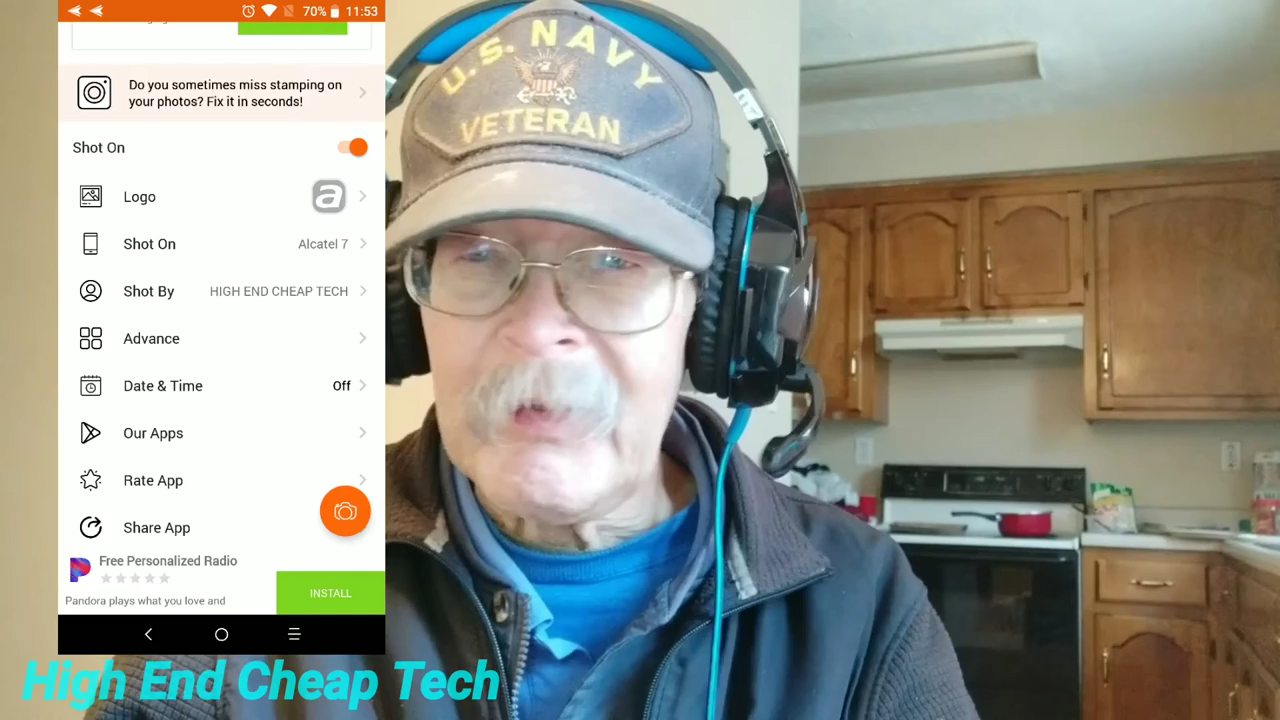 70% 11:53
Do you sometimes miss stamping on
your photos? Fix it in seconds!
Shot On
Logo a
Shot On Alcatel 7
Shot By HIGH END CHEAP TECH
Advance
Date & Time Off
Our Apps
Rate App
Share App
Free Personalized Radio
Pandora plays what you love and
INSTALL
High End Cheap Tech
U.S. NAVY
VETERAN